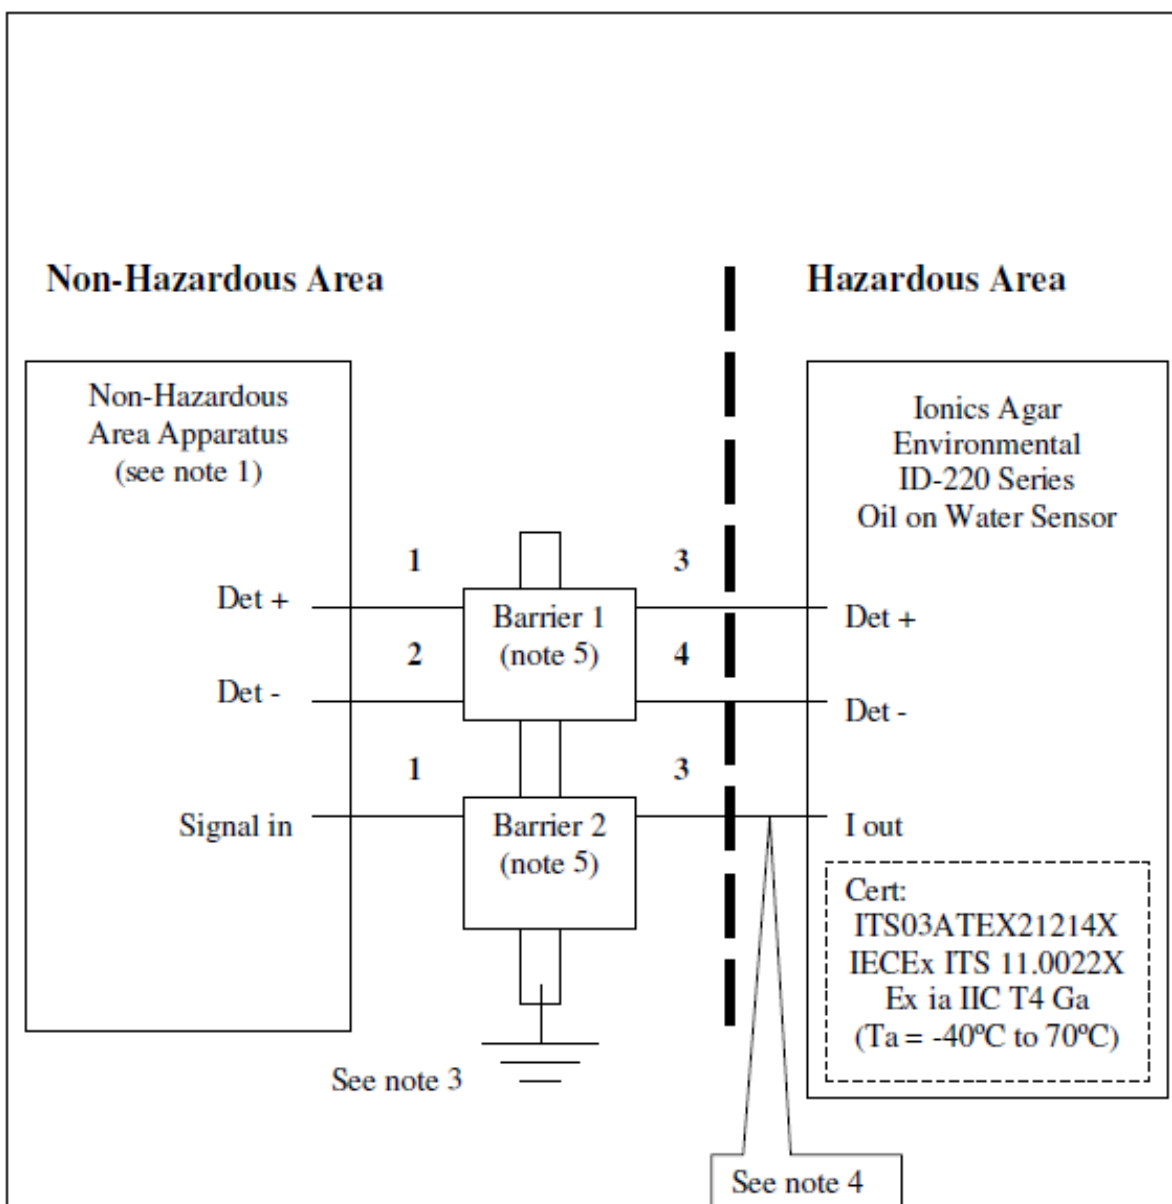 Non-Hazardous Area
Hazardous Area
Non-Hazardous
Area Apparatus
(see note 1)
Ionics Agar
Environmental
ID-220 Series
Oil on Water Sensor
1
3
Det +
Barrier 1
(note 5)
Det +
2
4
Det -
Det -
1
3
Signal in
Barrier 2
(note 5)
I out
Cert:
ITS03ATEX21214X
IECEx ITS 11.0022X
Ex ia IIC T4 Ga
(Ta = -40ºC to 70ºC)
See note 3
See note 4